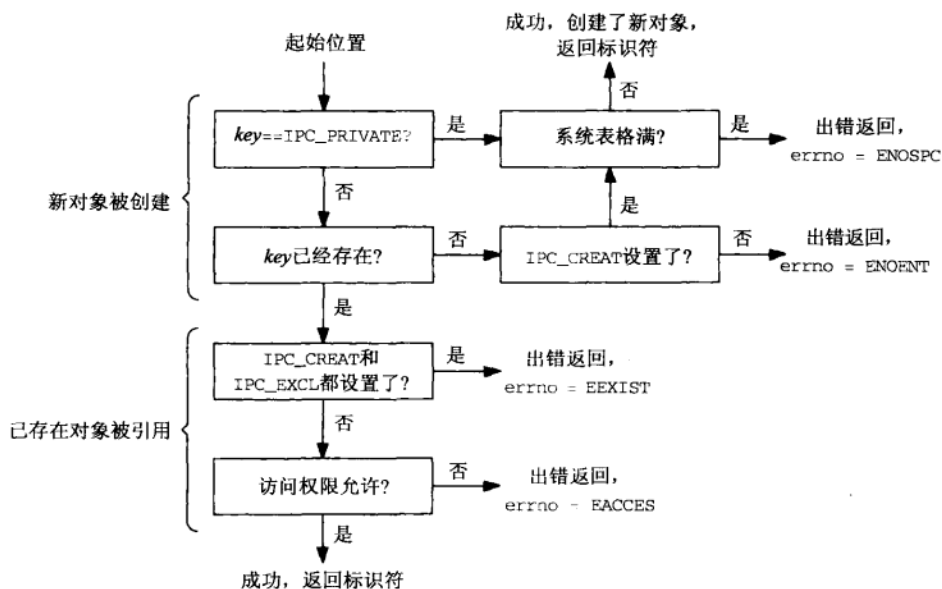 成功，创建了新对象，
返回标识符
起始位置
否
key==IPC_PRIVATE?
是
系统表格满?
是
出错返回，
errno = ENOSPC
新对象被创建
否
是
key已经存在?
否
IPC_CREAT设置了?
否
出错返回，
errno = ENOENT
是
IPC_CREAT和
IPC_EXCL都设置了?
是
出错返回，
errno = EEXIST
已存在对象被引用
否
访问权限允许?
否
出错返回，
errno = EACCES
是
成功，返回标识符